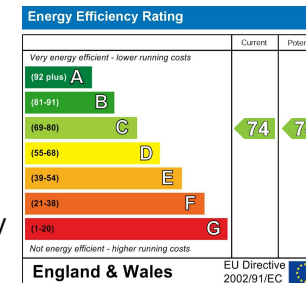 Energy Efficiency Rating
Current
Very energy efficient - lower running costs
(92 plus) A
(81-91) B
(69-80) C 74
(55-68) D
(39-54) E
(21-38) F
(1-20) G
Not energy efficient - higher running costs
England & Wales
EU Directive
2002/91/EC